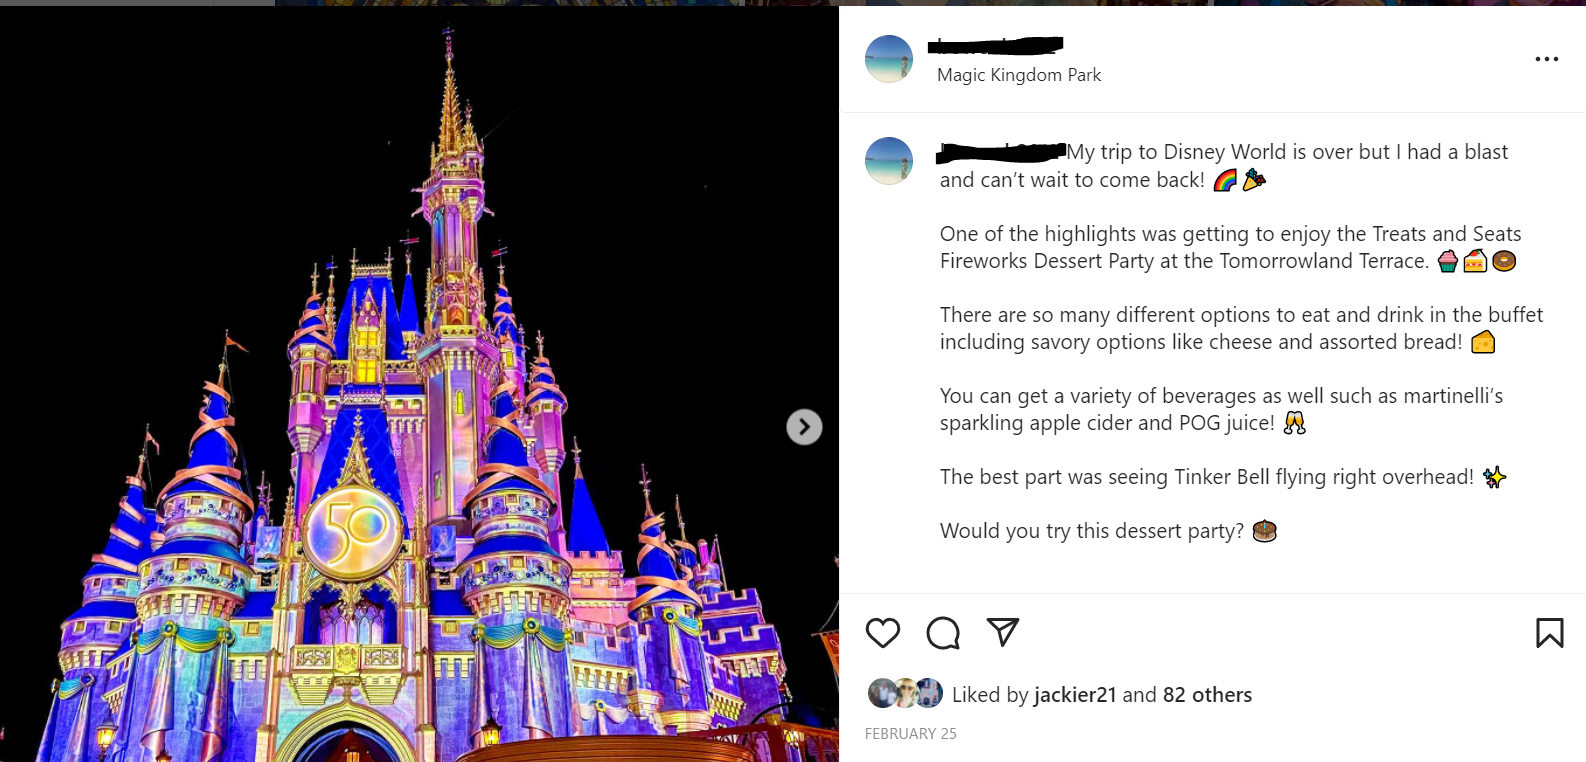 50
Magic Kingdom Park
My trip to Disney World is over but I had a blast
and can’t wait to come back! 🌈 🎉
One of the highlights was getting to enjoy the Treats and Seats
Fireworks Dessert Party at the Tomorrowland Terrace. 🧁 🍰 🍩
There are so many different options to eat and drink in the buffet
including savory options like cheese and assorted bread! 🧀
You can get a variety of beverages as well such as martinelli’s
sparkling apple cider and POG juice! 🥂
The best part was seeing Tinker Bell flying right overhead! ✨
Would you try this dessert party? 🎂
Liked by jackier21 and 82 others
FEBRUARY 25